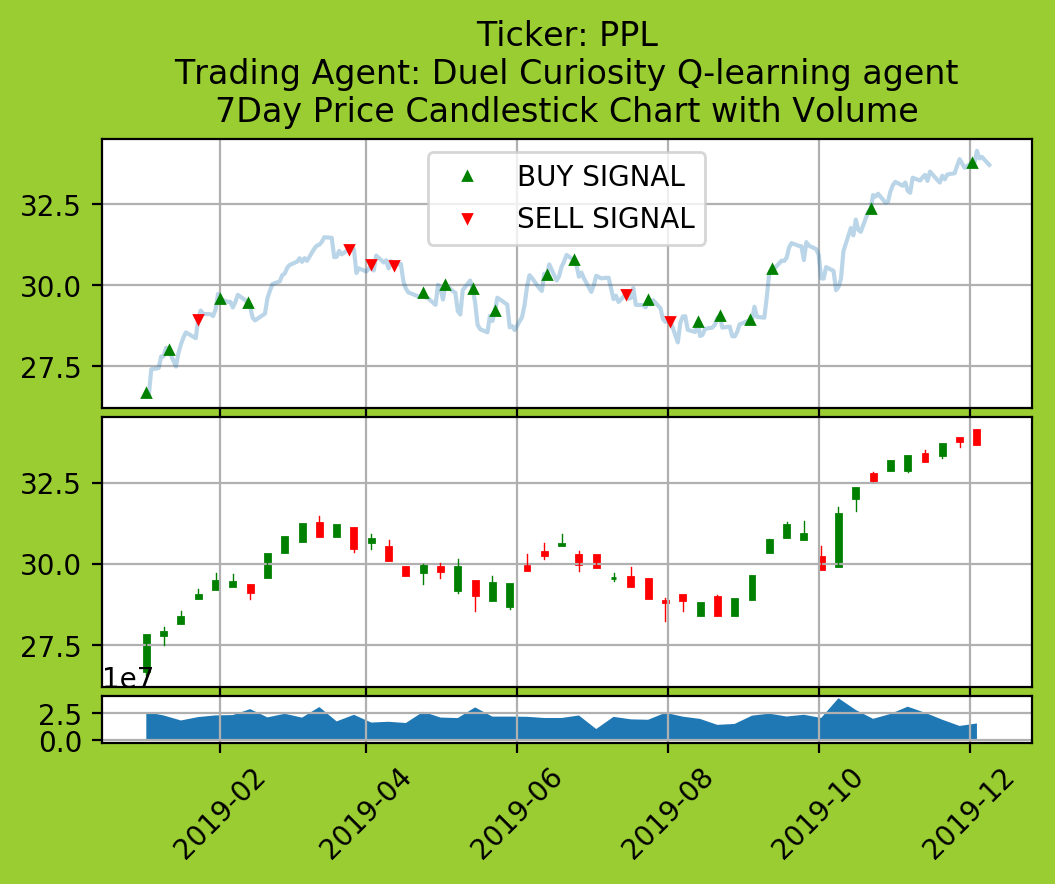 Ticker: PPL
Trading Agent: Duel Curiosity Q-learning agent
7Day Price Candlestick Chart with Volume
BUY SIGNAL
SELL SIGNAL
32.5
30.0
27.5
32.5
30.0
27.5
1e7
2.5
0.0
2019-02
2019-04
2019-06
2019-08
2019-10
2019-12